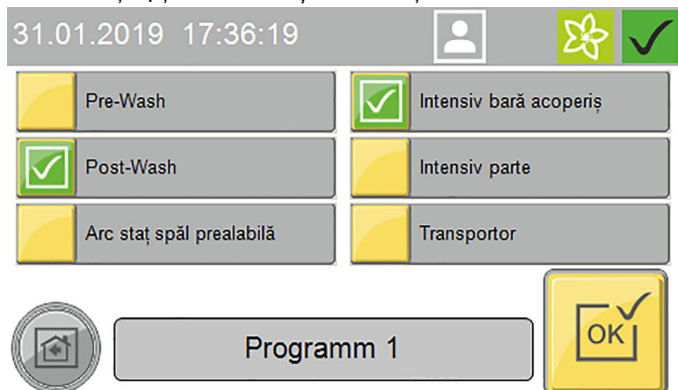 31.01.2019 17:36:19
Pre-Wash
Intensiv bară acoperiș
Post-Wash
Intensiv parte
Arc staț spăl prealabilă
Transportor
Programm 1
OK